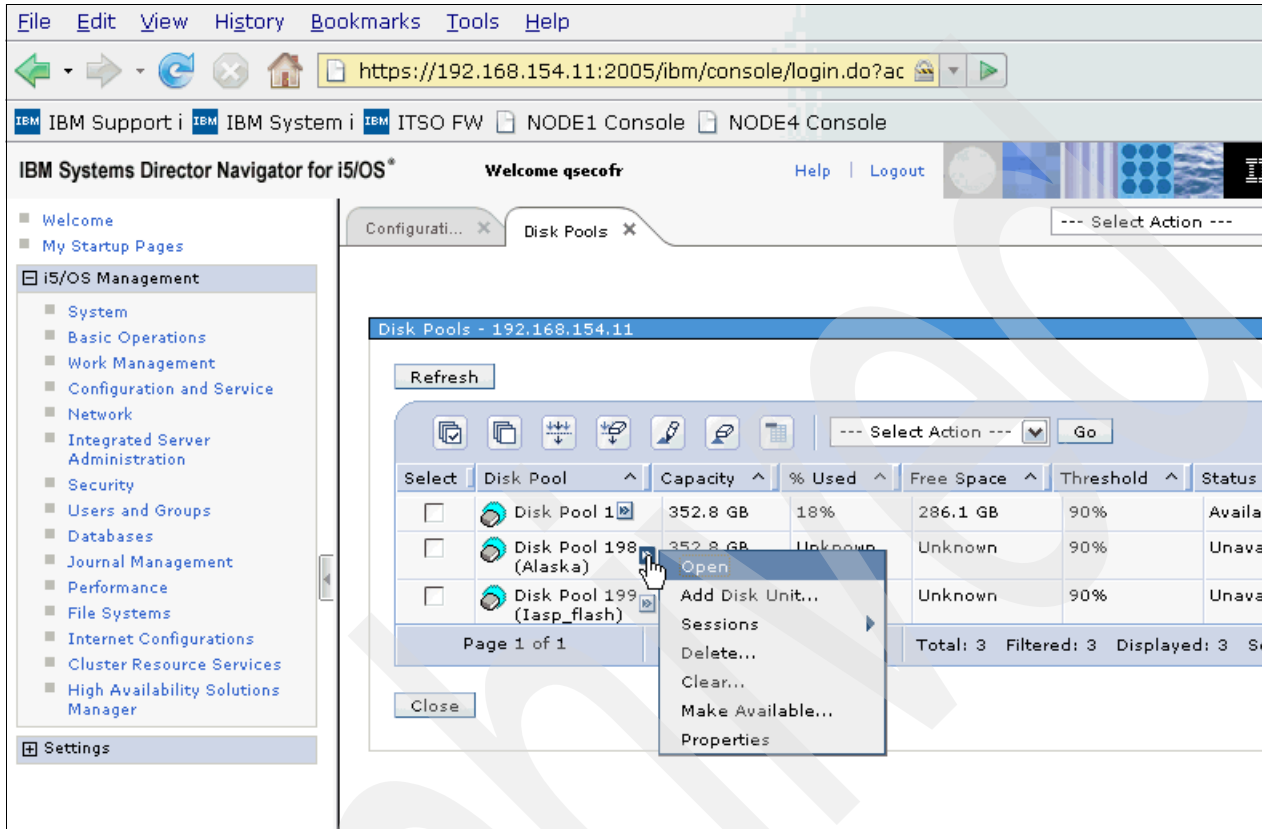 File Edit View History Bookmarks Tools Help
https://192.168.154.11:2005/ibm/console/login.do?ac
IBM IBM Support i IBM IBM System i IBM ITSO FW NODE1 Console NODE4 Console
IBM Systems Director Navigator for i5/OS® Welcome qsecofr Help | Logout
Welcome
My Startup Pages
i5/OS Management
System
Basic Operations
Work Management
Configuration and Service
Network
Integrated Server
Administration
Security
Users and Groups
Databases
Journal Management
Performance
File Systems
Internet Configurations
Cluster Resource Services
High Availability Solutions
Manager
Settings
Configurati... Disk Pools --- Select Action ---
Disk Pools - 192.168.154.11
Refresh
--- Select Action --- Go
Select Disk Pool Capacity % Used Free Space Threshold Status
Disk Pool 1 352.8 GB 18% 286.1 GB 90% Availa
Disk Pool 198 352.8 GB Unknown Unknown 90% Unava
(Alaska)
Disk Pool 199 Unknown 90% Unava
(Iasp_flash)
Page 1 of 1 Total: 3 Filtered: 3 Displayed: 3 S
Open
Add Disk Unit...
Sessions
Delete...
Clear...
Make Available...
Properties
Close